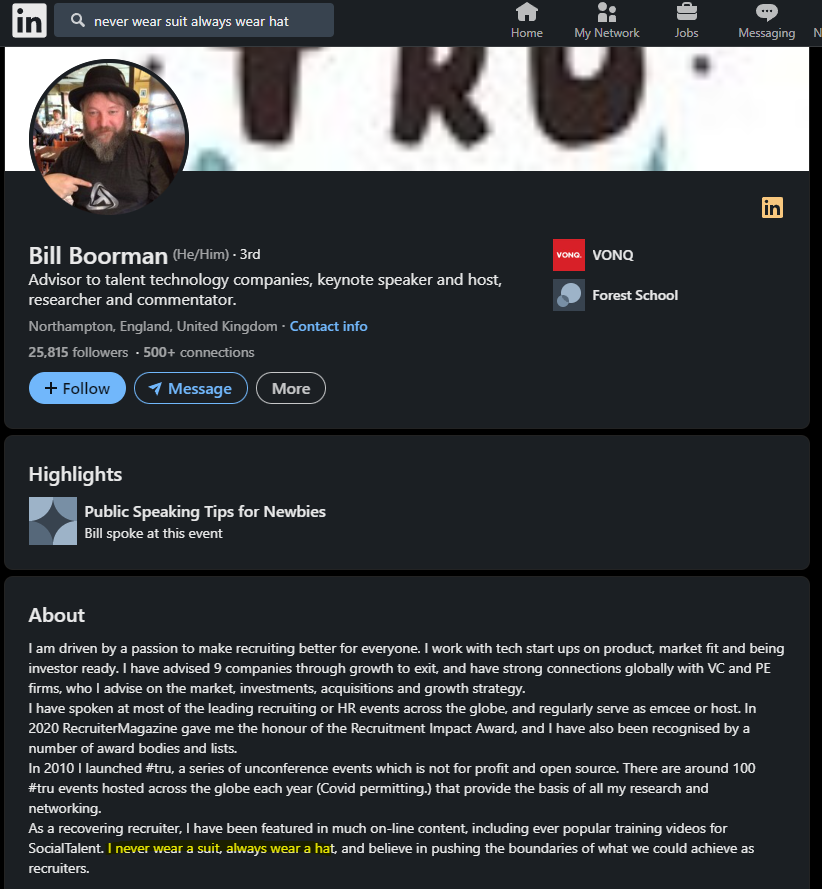 in
never wear suit always wear hat
Home
My Network
Jobs
Messaging
N
TRU
in
Bill Boorman (He/Him) · 3rd
Advisor to talent technology companies, keynote speaker and host,
researcher and commentator.
Northampton, England, United Kingdom · Contact info
25,815 followers · 500+ connections
+ Follow
Message
More
VONQ. VONQ
Forest School
Highlights
Public Speaking Tips for Newbies
Bill spoke at this event
About
I am driven by a passion to make recruiting better for everyone. I work with tech start ups on product, market fit and being
investor ready. I have advised 9 companies through growth to exit, and have strong connections globally with VC and PE
firms, who I advise on the market, investments, acquisitions and growth strategy.
I have spoken at most of the leading recruiting or HR events across the globe, and regularly serve as emcee or host. In
2020 RecruiterMagazine gave me the honour of the Recruitment Impact Award, and I have also been recognised by a
number of award bodies and lists.
In 2010 I launched #tru, a series of unconference events which is not for profit and open source. There are around 100
#tru events hosted across the globe each year (Covid permitting.) that provide the basis of all my research and
networking.
As a recovering recruiter, I have been featured in much on-line content, including ever popular training videos for
SocialTalent. I never wear a suit, always wear a hat, and believe in pushing the boundaries of what we could achieve as
recruiters.